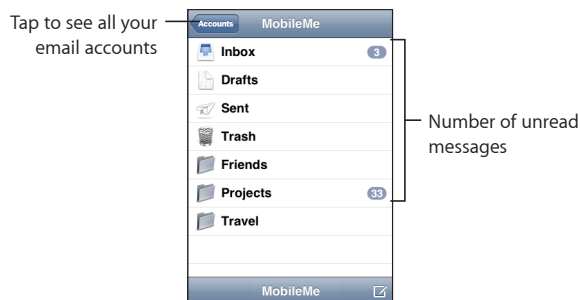 Tap to see all your
email accounts
Accounts
MobileMe
Inbox
3
Drafts
Sent
Trash
Friends
Projects
33
Travel
MobileMe
Number of unread
messages